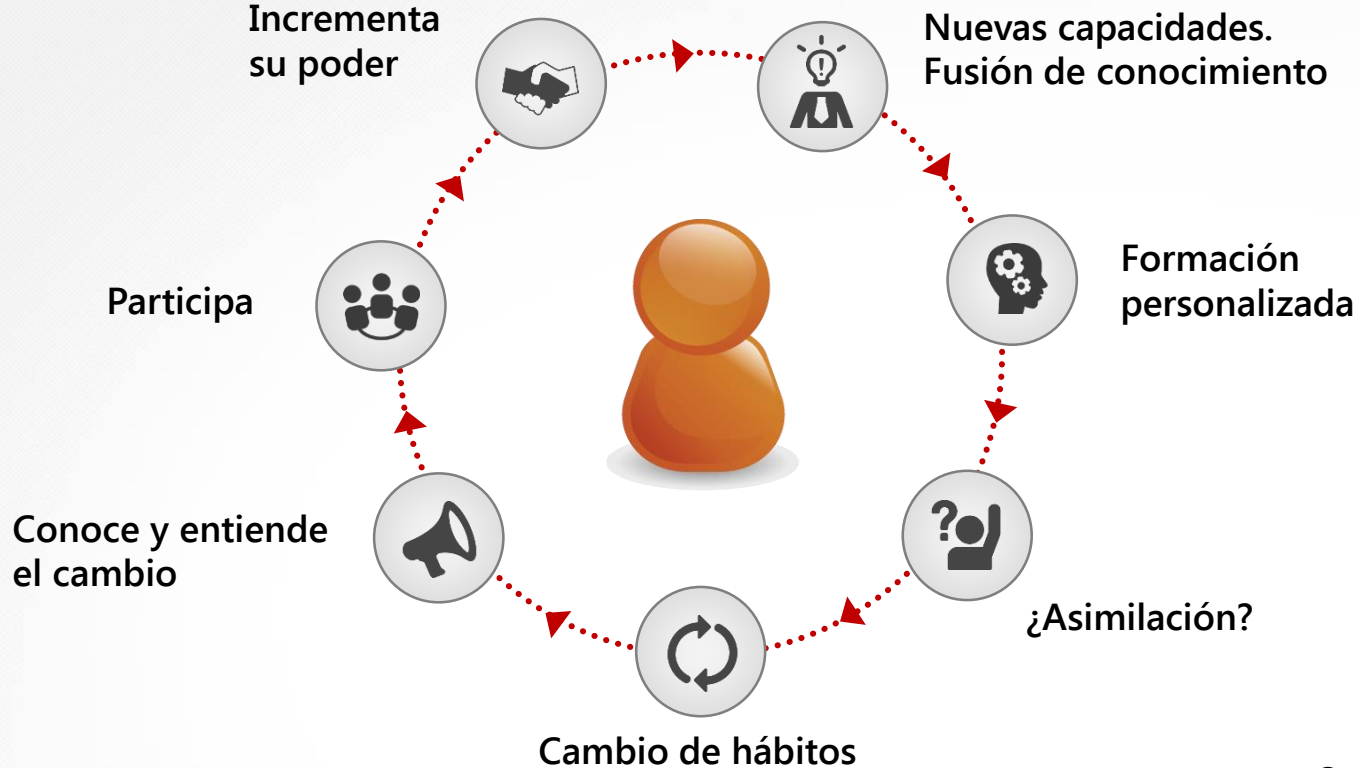 Incrementa
su poder
Nuevas capacidades.
Fusión de conocimiento
Participa
Formación
personalizada
Conoce y entiende
el cambio
¿Asimilación?
Cambio de hábitos